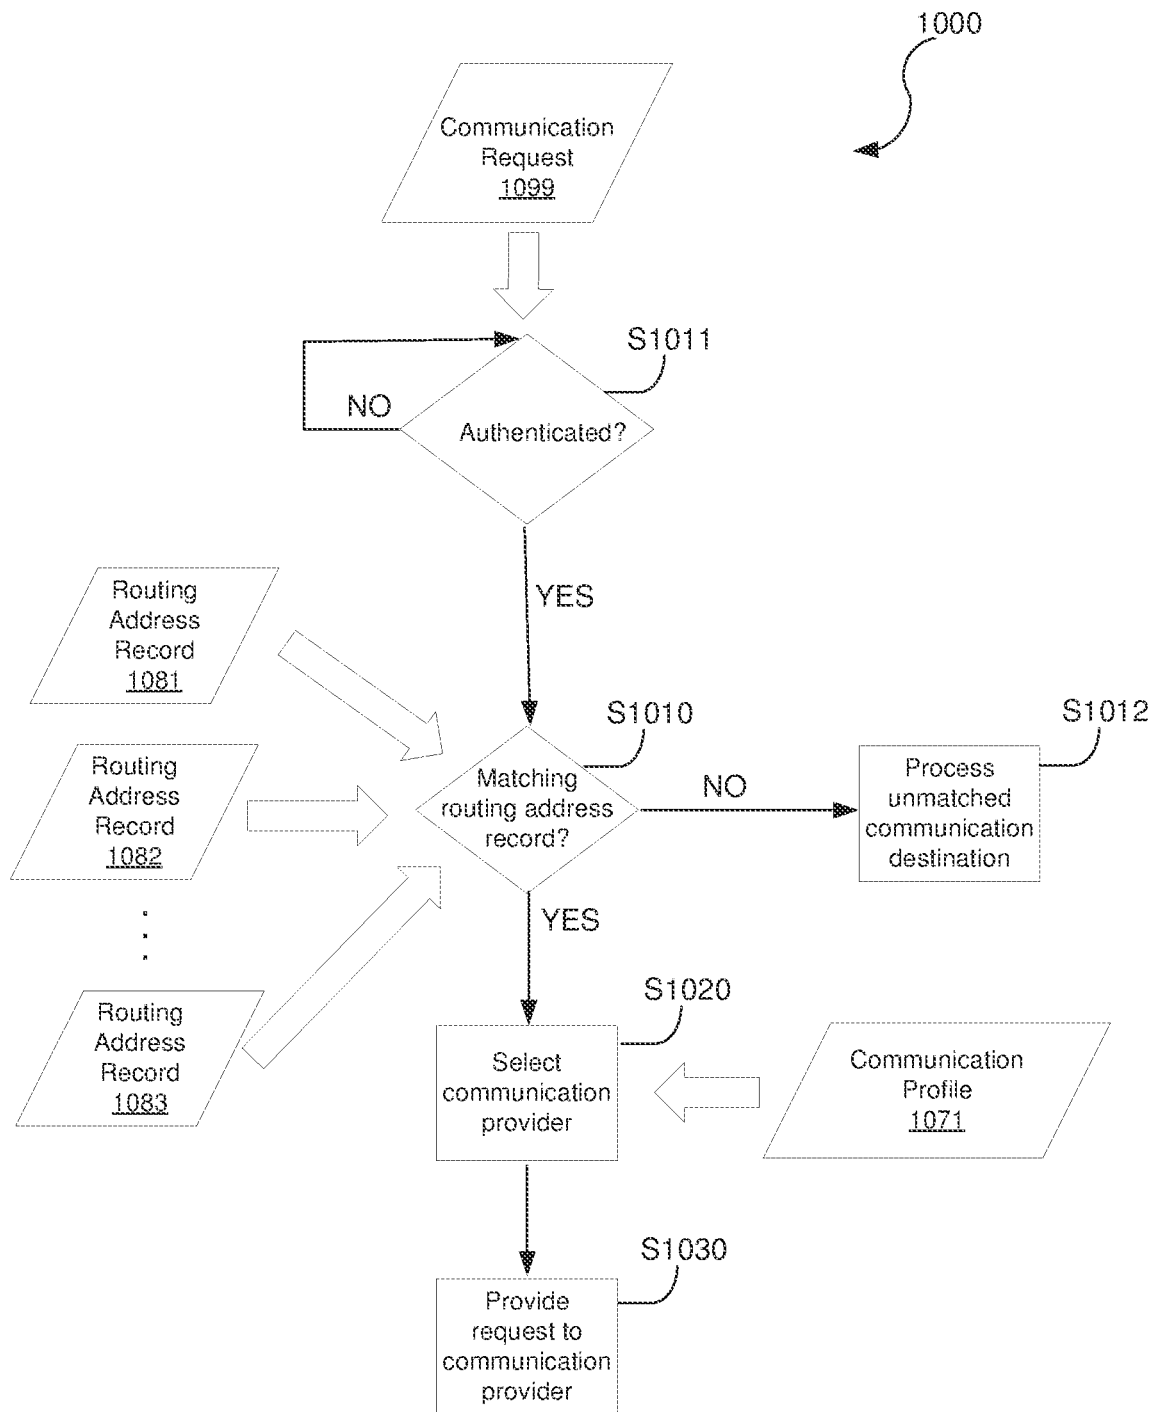 1000
Communication
Request
1099
S1011
NO
Authenticated?
YES
Routing
Address
Record
1081
S1010
S1012
Matching
routing address
record?
NO
Process
unmatched
communication
destination
Routing
Address
Record
1082
YES
Routing
Address
Record
1083
S1020
Select
communication
provider
Communication
Profile
1071
S1030
Provide
request to
communication
provider